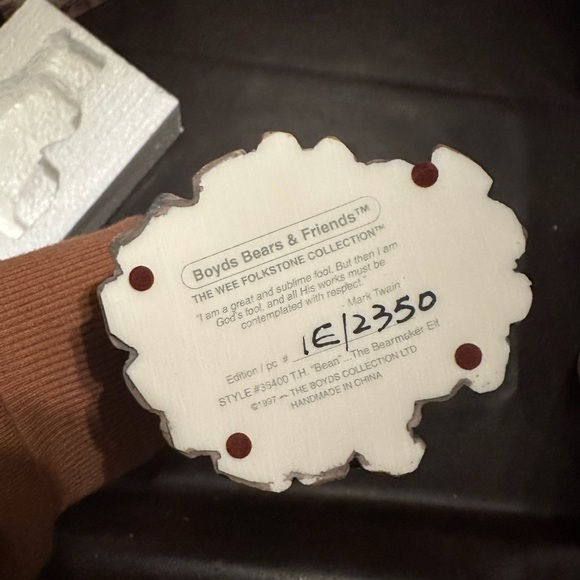 Boyds Bears & Friends™
THE WEE FOLKSTONE COLLECTION™
"I am a great and sublime fool. But then I am
God's fool, and all His works must be
contemplated with respect."
- Mark Twain
Edition / pc # 1E/2350
STYLE #36400 T.H. "Bean"...The Bearmaker Elf
©1997 — THE BOYDS COLLECTION LTD
HANDMADE IN CHINA